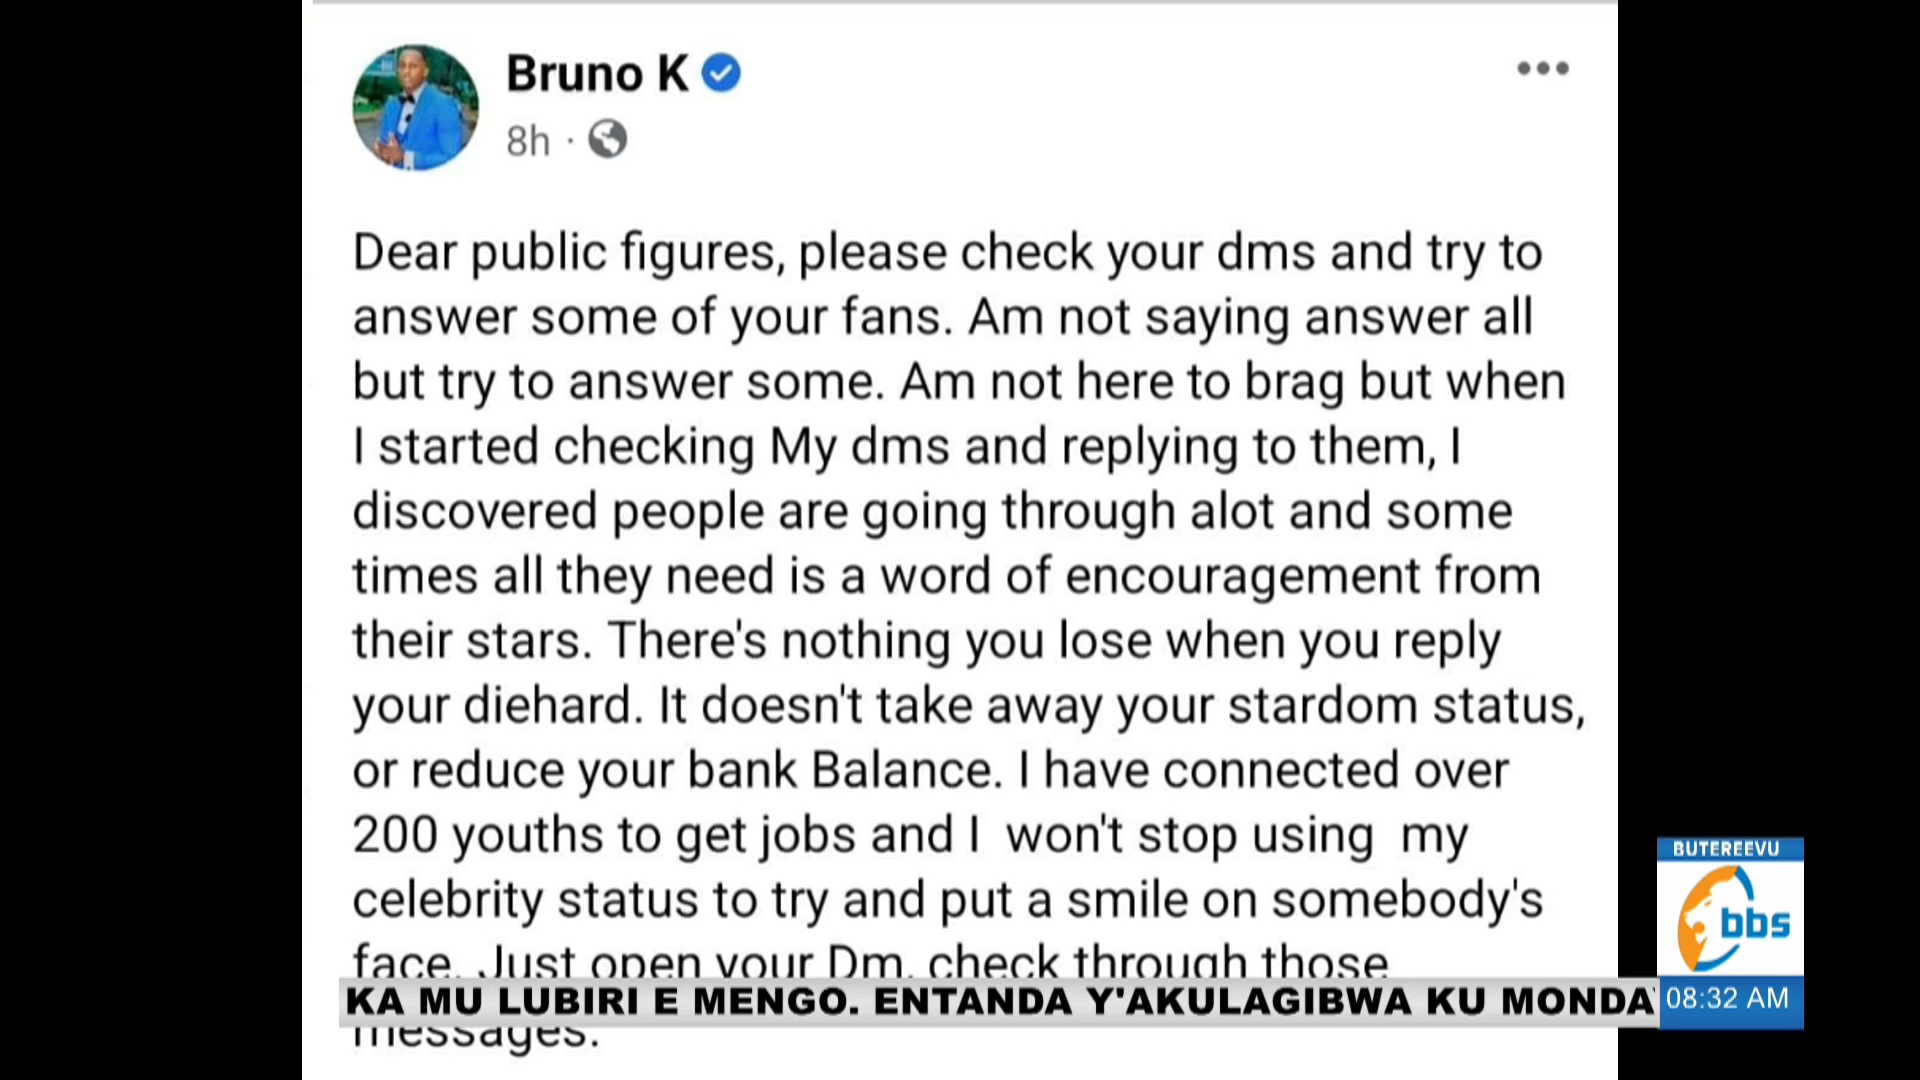 Bruno K
8h ·
Dear public figures, please check your dms and try to
answer some of your fans. Am not saying answer all
but try to answer some. Am not here to brag but when
I started checking My dms and replying to them, I
discovered people are going through alot and some
times all they need is a word of encouragement from
their stars. There's nothing you lose when you reply
your diehard. It doesn't take away your stardom status,
or reduce your bank Balance. I have connected over
200 youths to get jobs and I won't stop using my
celebrity status to try and put a smile on somebody's
face. Just open your Dm, check through those
messages.
KA MU LUBIRI E MENGO. ENTANDA Y'AKULAGIBWA KU MONDA
BUTEREEVU
bbs
08:32 AM